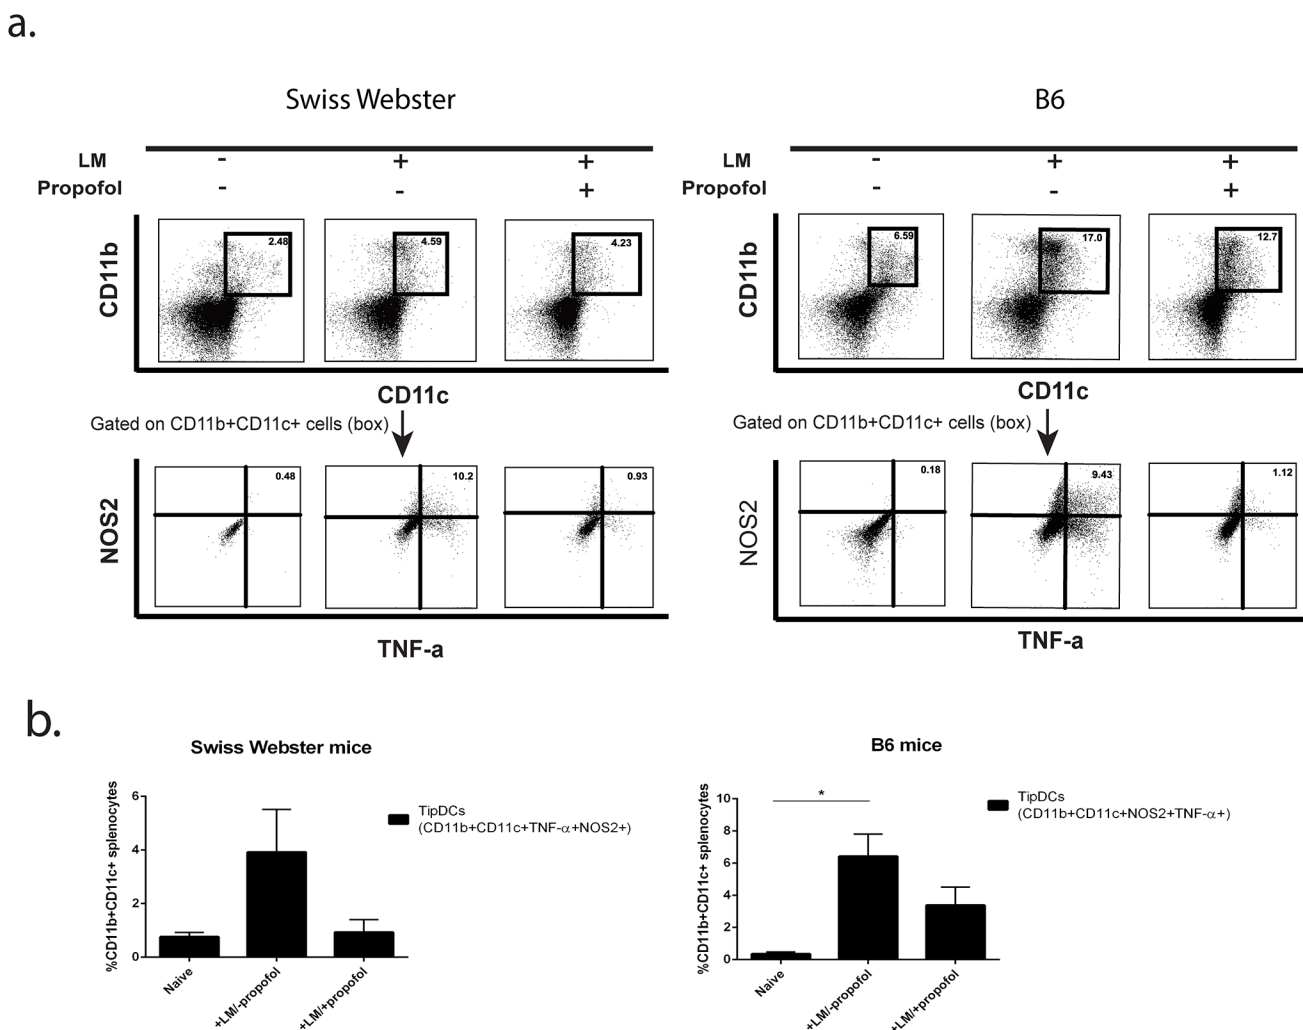 a.
Swiss Webster
LM - + +
Propofol - - +
CD11b
2.48
4.59
4.23
CD11c
Gated on CD11b+CD11c+ cells (box)
NOS2
0.48
10.2
0.93
TNF-a
B6
LM - + +
Propofol - - +
CD11b
6.59
17.0
12.7
CD11c
Gated on CD11b+CD11c+ cells (box)
NOS2
0.18
9.43
1.12
TNF-a
b.
Swiss Webster mice
%CD11b+CD11c+ splenocytes
6
4
2
0
Naive
+LM/-propofol
+LM/+propofol
TipDCs
(CD11b+CD11c+TNF-α+NOS2+)
B6 mice
%CD11b+CD11c+ splenocytes
10
8
6
4
2
0
*
Naive
+LM/-propofol
+LM/+propofol
TipDCs
(CD11b+CD11c+NOS2+TNF-α+)